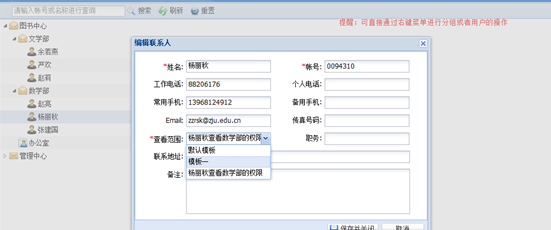 请输入帐号或名称进行查询 搜索 刷新 重置
提醒:可直接通过右键菜单进行分组或者用户的操作
图书中心
文学部
余若燕
严欢
赵莉
数学部
赵亮
杨丽秋
张建国
办公室
管理中心
编辑联系人
*姓名: 杨丽秋 *帐号: 0094310
工作电话: 88206176 个人电话:
常用手机: 13968124912 备用手机:
Email: zzrsk@zju.edu.cn 传真号码:
*查看范围: 杨丽秋查看数学部的权限 职务:
默认模板
联系地址: 模板一
杨丽秋查看数学部的权限
备注:
保存并关闭 取消